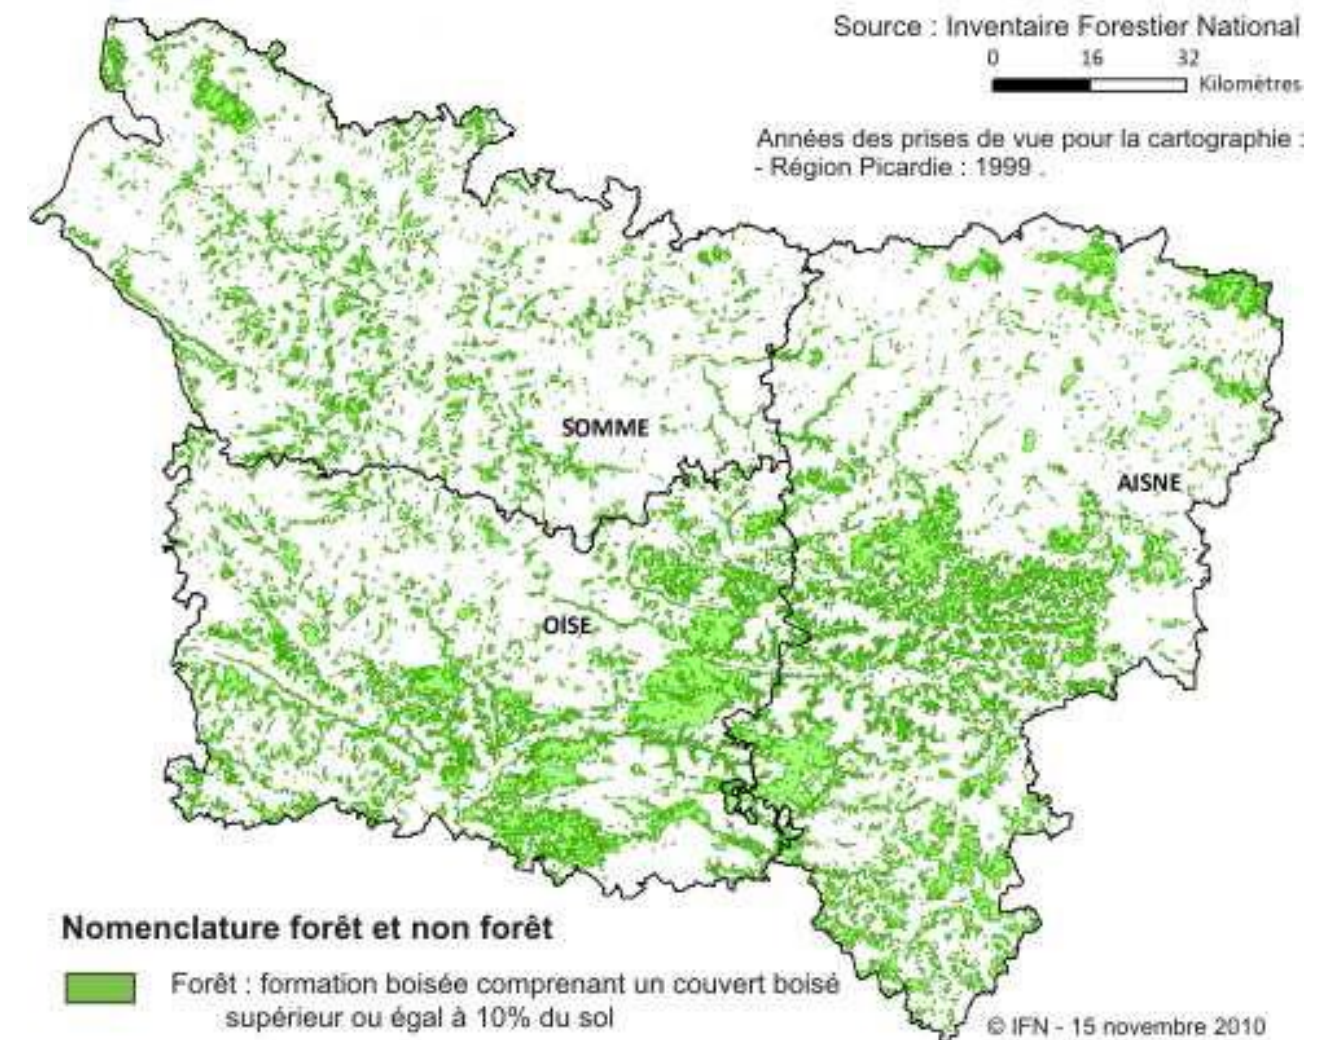 Source : Inventaire Forestier National
0 16 32
Kilomètres
Années des prises de vue pour la cartographie :
- Région Picardie : 1999 .
SOMME
AISNE
OISE
Nomenclature forêt et non forêt
Forêt : formation boisée comprenant un couvert boisé
supérieur ou égal à 10% du sol
© IFN - 15 novembre 2010